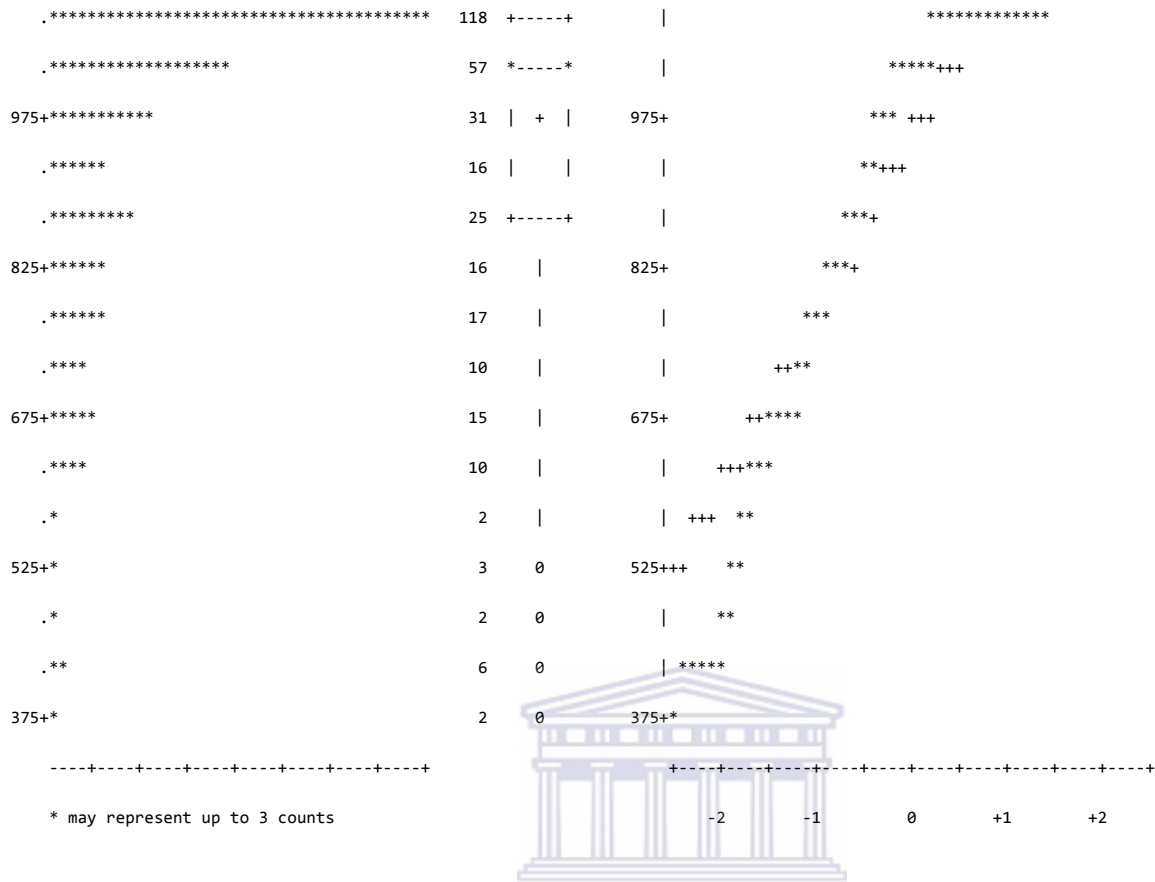 .**************************************** 118 +-----+ | *************
.******************* 57 *-----* | *****+++
975+*********** 31 | + | 975+ *** +++
.****** 16 | | | **+++
.********* 25 +-----+ | ***+
825+****** 16 | 825+ ***+
.****** 17 | | ***
.**** 10 | | ++**
675+***** 15 | 675+ ++****
.**** 10 | | +++***
.* 2 | | +++ **
525+* 3 0 525+++ **
.* 2 0 | **
.** 6 0 | *****
375+* 2 0 375+*
----+----+----+----+----+----+----+----+ +----+----+----+----+----+----+----+----+----+----+
* may represent up to 3 counts -2 -1 0 +1 +2